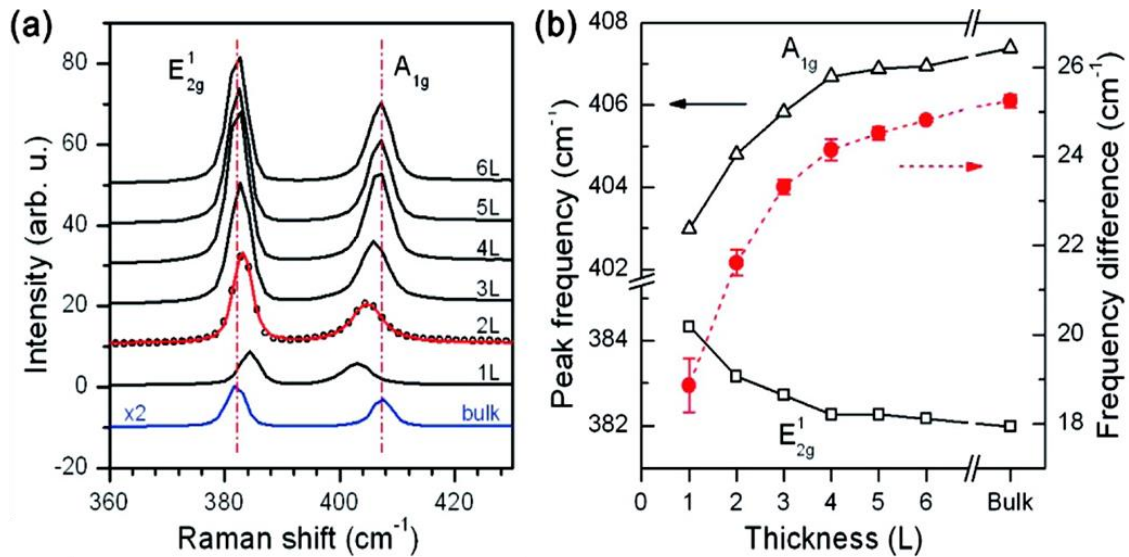 (a)
E¹₂g
A₁g
80
60
40
20
0
-20
Intensity (arb. u.)
6L
5L
4L
3L
2L
1L
x2
bulk
360
380
400
420
Raman shift (cm⁻¹)
(b)
A₁g
E¹₂g
408
406
404
402
384
382
Peak frequency (cm⁻¹)
26
24
22
20
18
Frequency difference (cm⁻¹)
0
1
2
3
4
5
6
Bulk
Thickness (L)